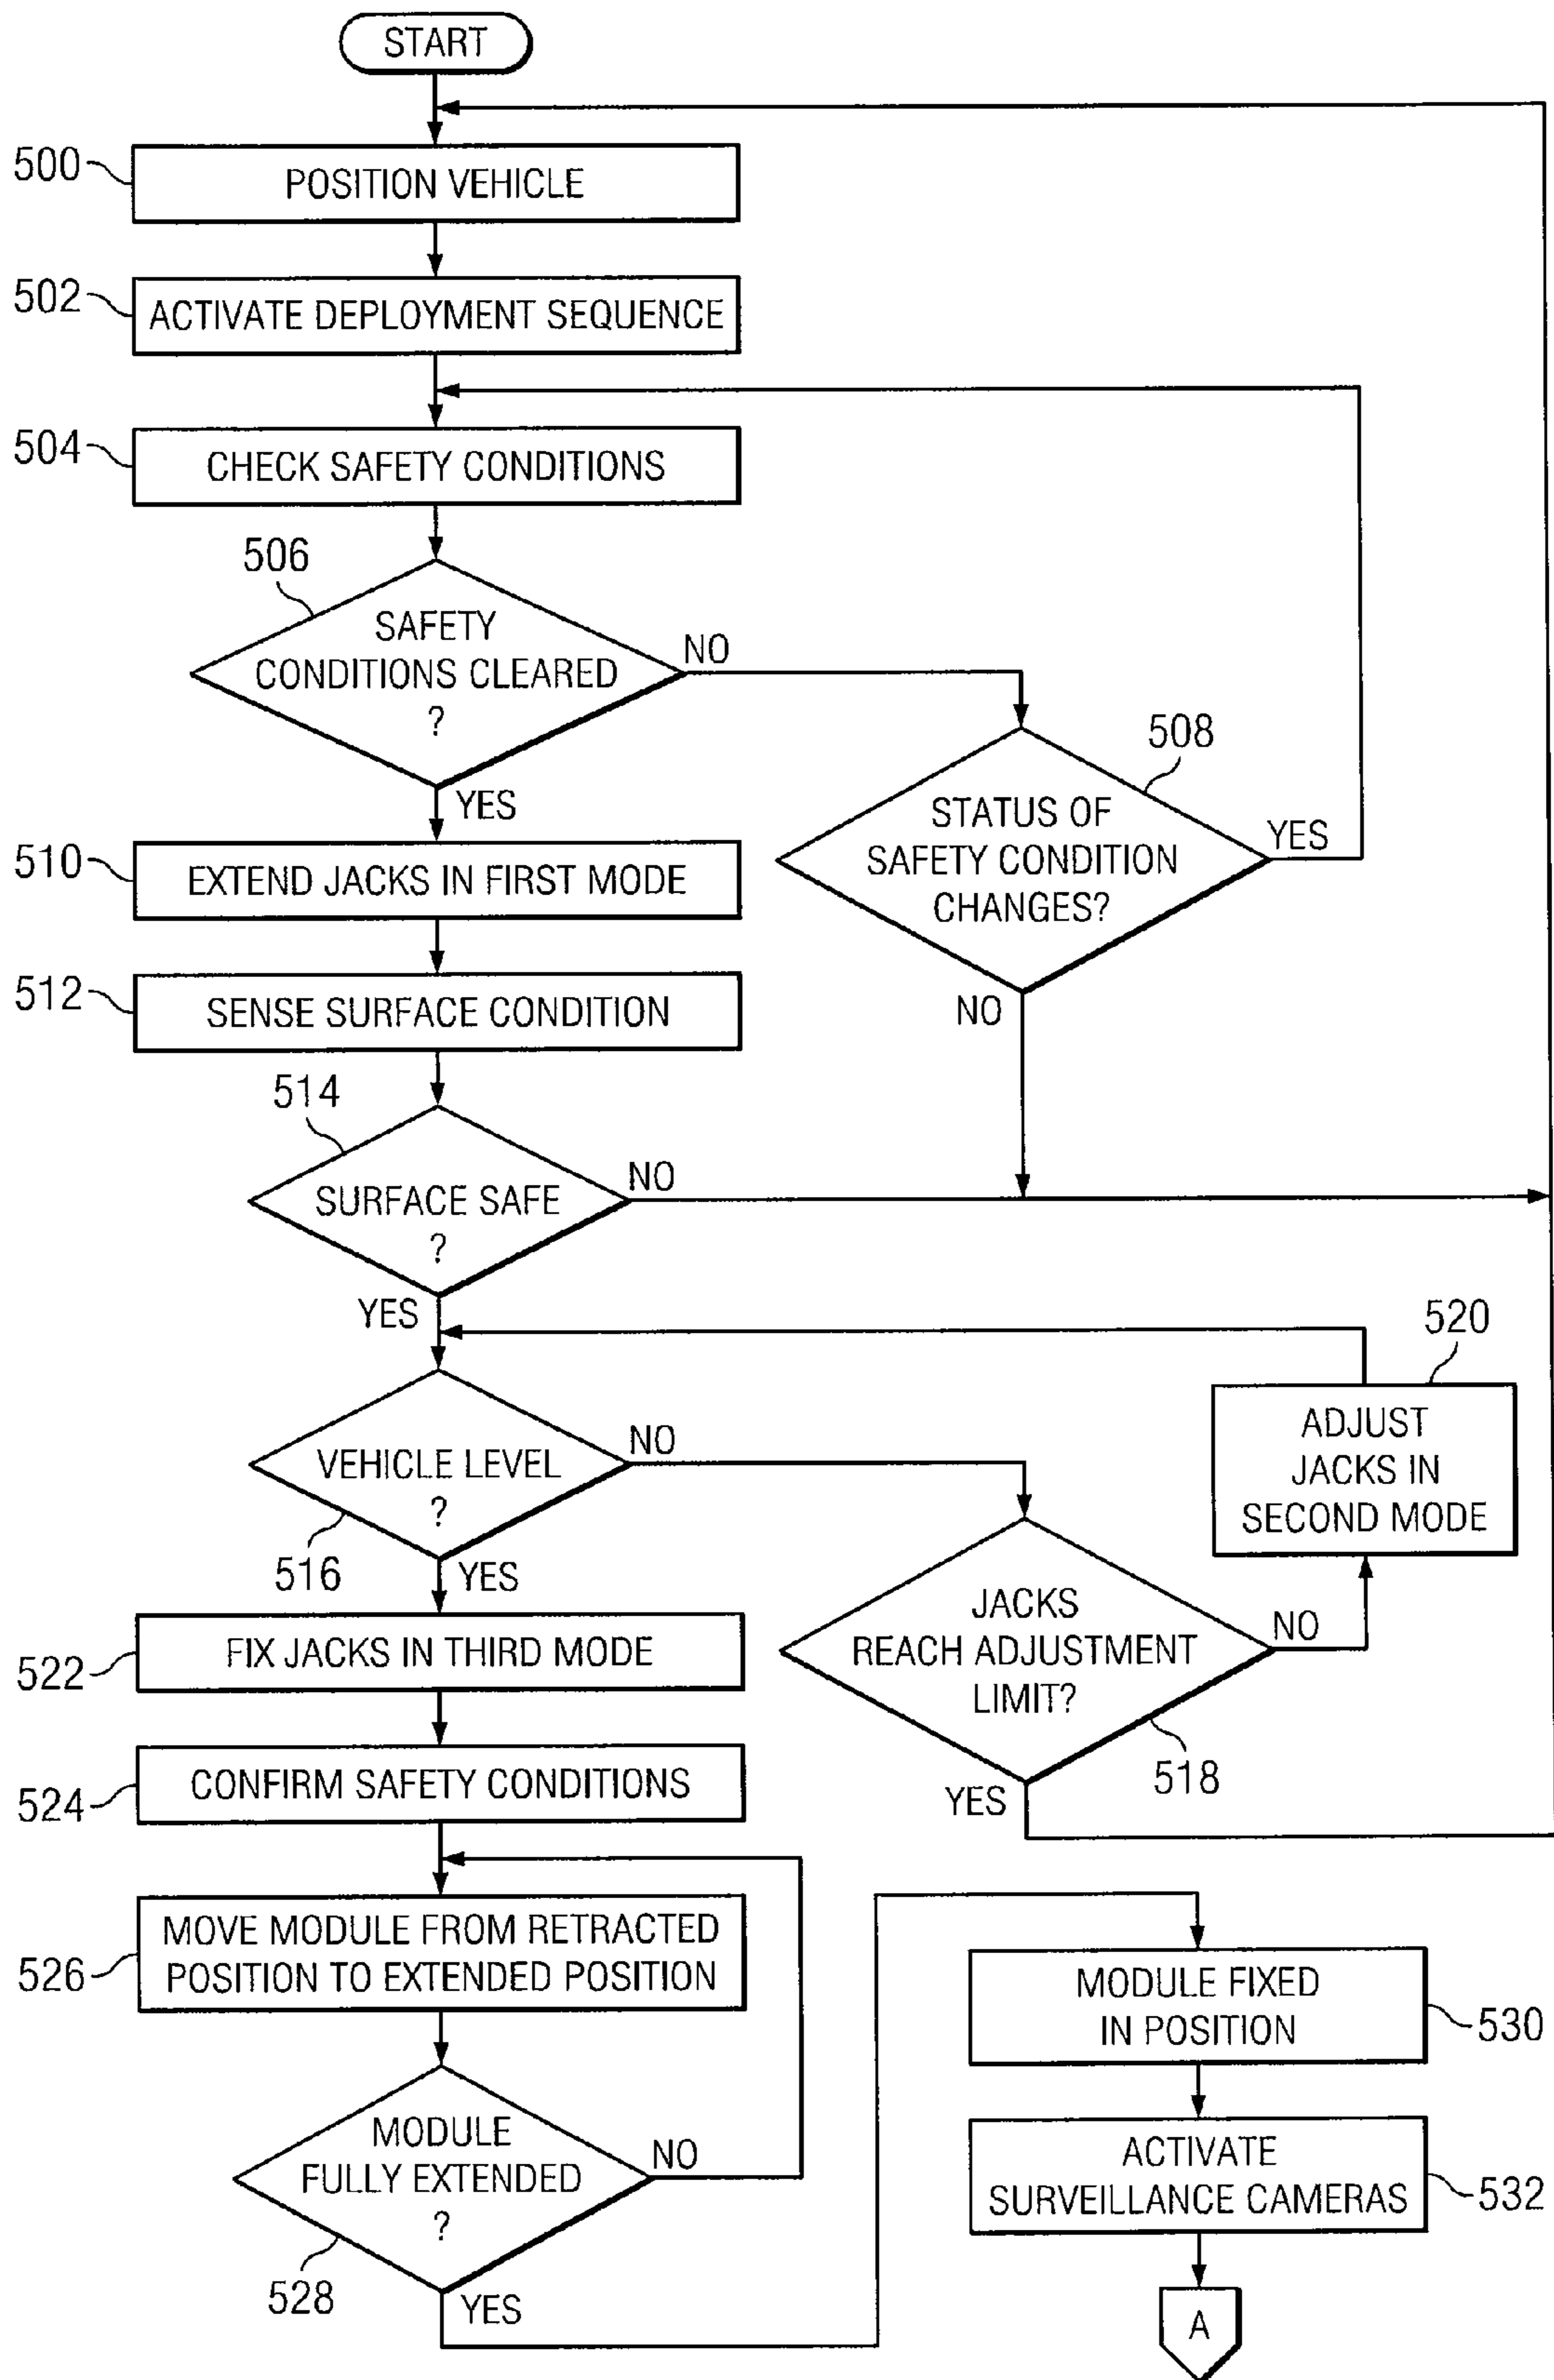 START
500
POSITION VEHICLE
502
ACTIVATE DEPLOYMENT SEQUENCE
504
CHECK SAFETY CONDITIONS
506
SAFETY
CONDITIONS CLEARED
?
NO
YES
508
STATUS OF
SAFETY CONDITION
CHANGES?
YES
NO
510
EXTEND JACKS IN FIRST MODE
512
SENSE SURFACE CONDITION
514
SURFACE SAFE
?
NO
YES
516
VEHICLE LEVEL
?
NO
YES
518
JACKS
REACH ADJUSTMENT
LIMIT?
NO
YES
520
ADJUST
JACKS IN
SECOND MODE
522
FIX JACKS IN THIRD MODE
524
CONFIRM SAFETY CONDITIONS
526
MOVE MODULE FROM RETRACTED
POSITION TO EXTENDED POSITION
528
MODULE
FULLY EXTENDED
?
NO
YES
MODULE FIXED
IN POSITION
530
ACTIVATE
SURVEILLANCE CAMERAS
532
A